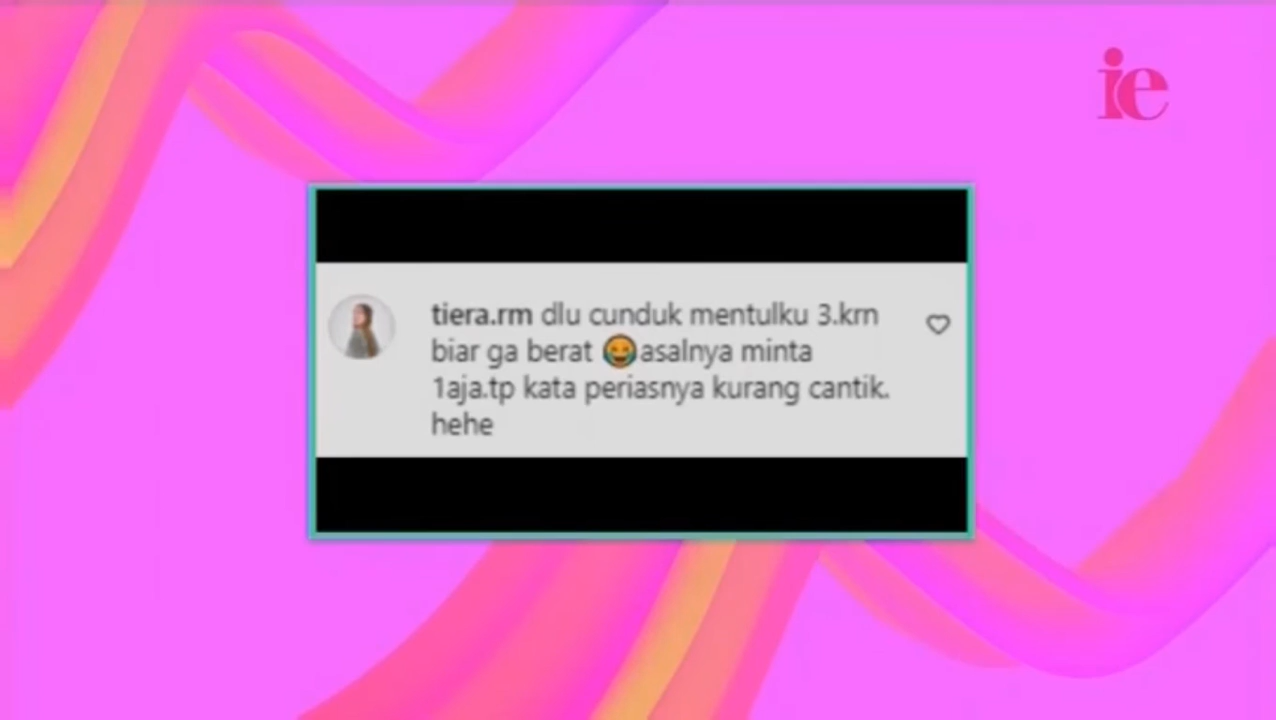 ie
tiera.rm dlu cunduk mentulku 3.krn
biar ga berat 😂asalnya minta
1aja.tp kata periasnya kurang cantik.
hehe